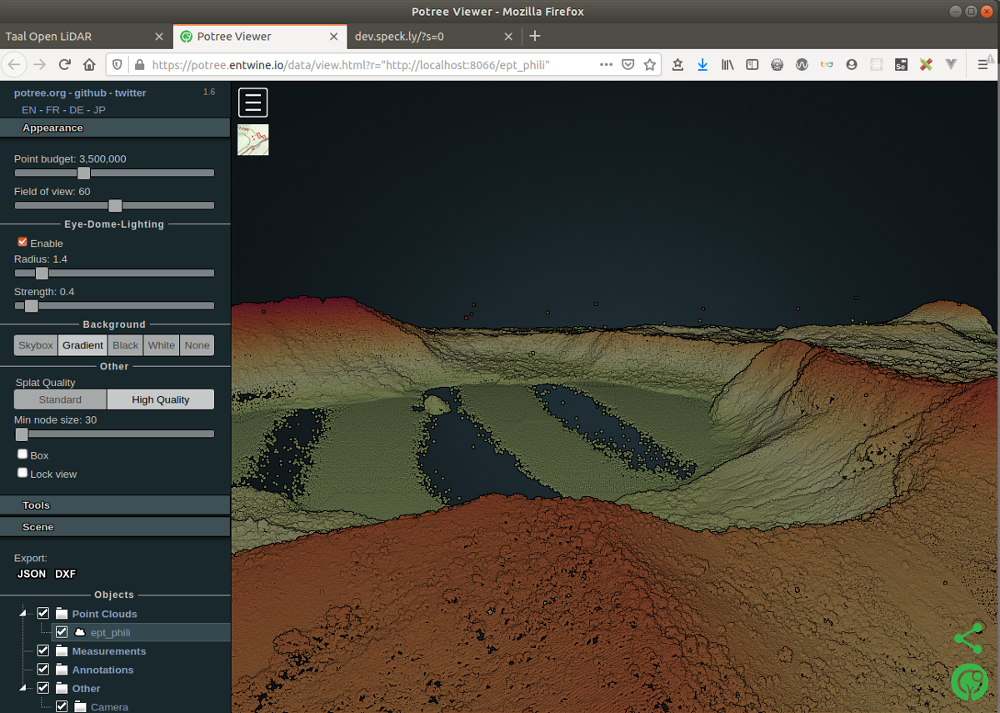 Potree Viewer - Mozilla Firefox
Taal Open LiDAR
Potree Viewer
dev.speck.ly/?s=0
https://potree.entwine.io/data/view.html?r="http://localhost:8066/ept_phili"
potree.org - github - twitter 1.6
EN - FR - DE - JP
Appearance
Point budget: 3,500,000
Field of view: 60
Eye-Dome-Lighting
Enable
Radius: 1.4
Strength: 0.4
Background
Skybox Gradient Black White None
Other
Splat Quality
Standard High Quality
Min node size: 30
Box
Lock view
Tools
Scene
Export:
JSON DXF
Objects
Point Clouds
ept_phili
Measurements
Annotations
Other
Camera